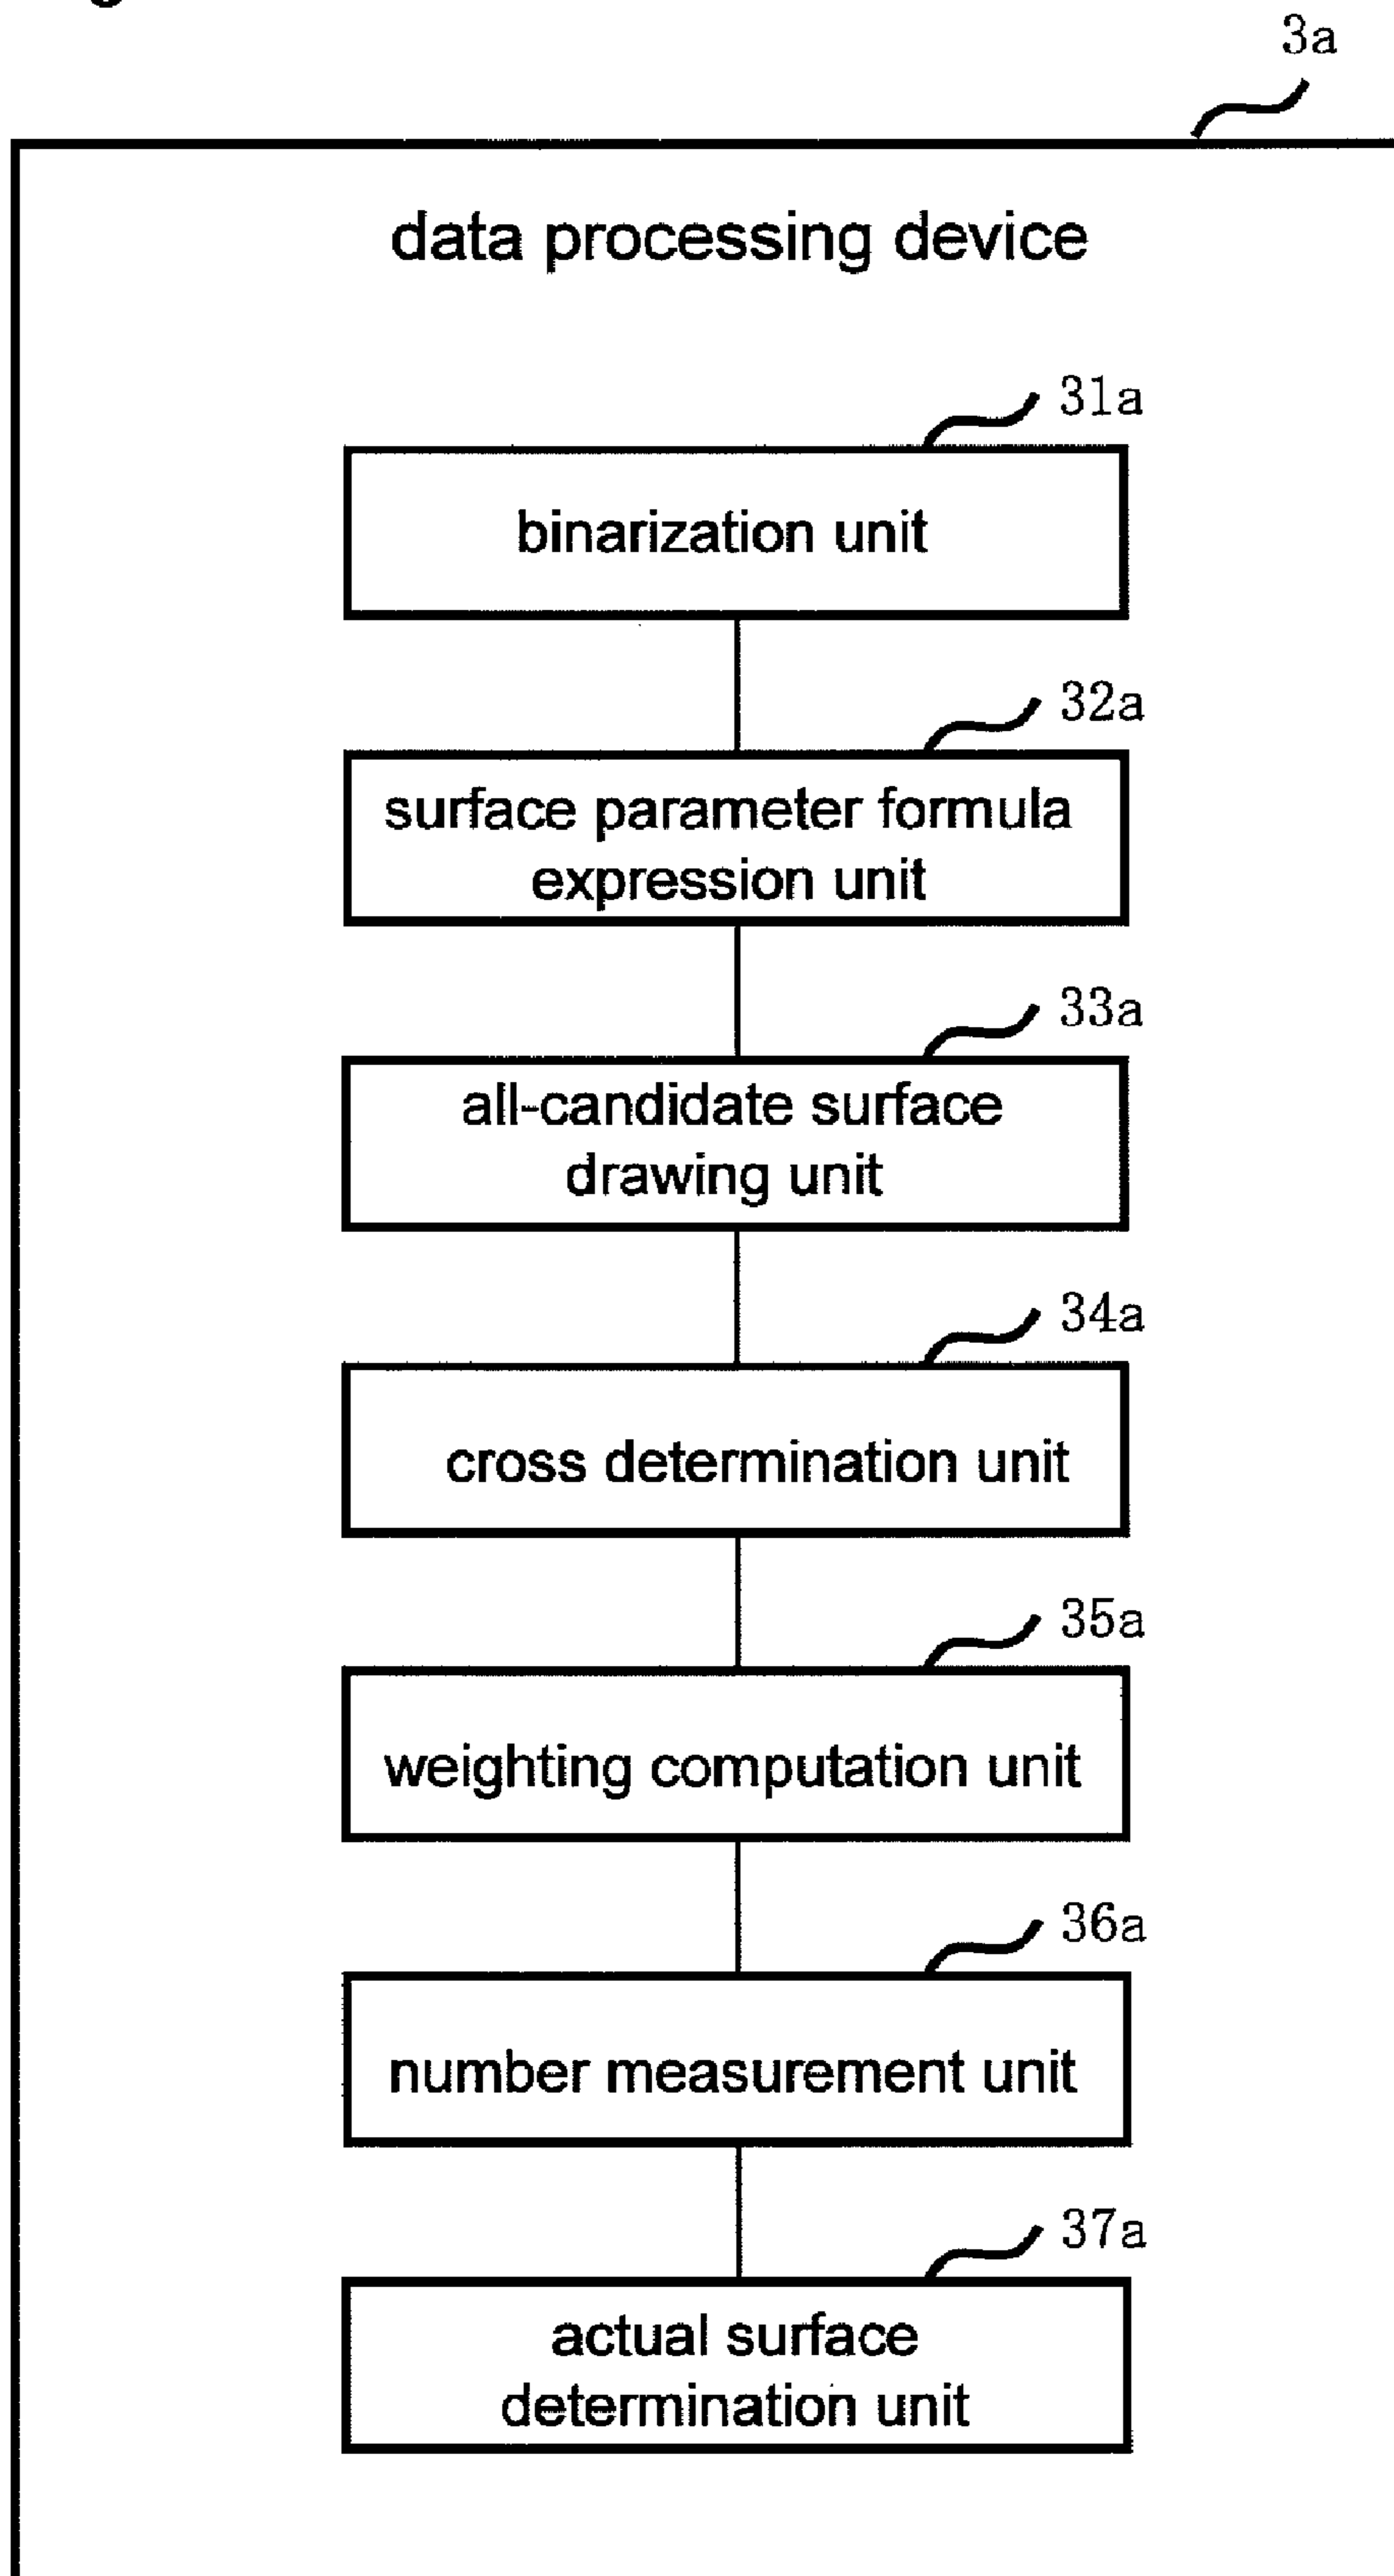 3a
data processing device
31a
binarization unit
32a
surface parameter formula
expression unit
33a
all-candidate surface
drawing unit
34a
cross determination unit
35a
weighting computation unit
36a
number measurement unit
37a
actual surface
determination unit